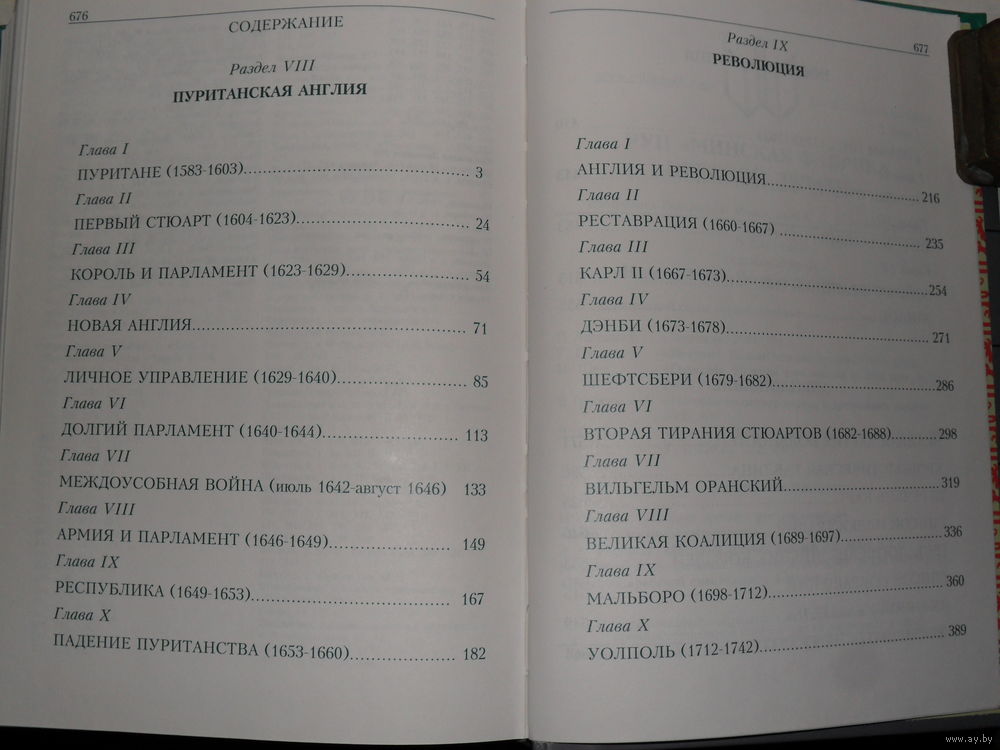 676
СОДЕРЖАНИЕ
Раздел VIII
ПУРИТАНСКАЯ АНГЛИЯ
Глава I
ПУРИТАНЕ (1583-1603)........................................ 3
Глава II
ПЕРВЫЙ СТЮАРТ (1604-1623)................................ 24
Глава III
КОРОЛЬ И ПАРЛАМЕНТ (1623-1629)...................... 54
Глава IV
НОВАЯ АНГЛИЯ.................................................. 71
Глава V
ЛИЧНОЕ УПРАВЛЕНИЕ (1629-1640)....................... 85
Глава VI
ДОЛГИЙ ПАРЛАМЕНТ (1640-1644)........................ 113
Глава VII
МЕЖДОУСОБНАЯ ВОЙНА (июль 1642-август 1646) 133
Глава VIII
АРМИЯ И ПАРЛАМЕНТ (1646-1649)...................... 149
Глава IX
РЕСПУБЛИКА (1649-1653)................................... 167
Глава X
ПАДЕНИЕ ПУРИТАНСТВА (1653-1660)................... 182
Раздел IX
677
РЕВОЛЮЦИЯ
Глава I
АНГЛИЯ И РЕВОЛЮЦИЯ........................... 216
Глава II
РЕСТАВРАЦИЯ (1660-1667) ......................... 235
Глава III
КАРЛ II (1667-1673)................................... 254
Глава IV
ДЭНБИ (1673-1678).................................... 271
Глава V
ШЕФТСБЕРИ (1679-1682)............................ 286
Глава VI
ВТОРАЯ ТИРАНИЯ СТЮАРТОВ (1682-1688)........... 298
Глава VII
ВИЛЬГЕЛЬМ ОРАНСКИЙ........................... 319
Глава VIII
ВЕЛИКАЯ КОАЛИЦИЯ (1689-1697)................... 336
Глава IX
МАЛЬБОРО (1698-1712).............................. 360
Глава X
УОЛПОЛЬ (1712-1742)................................ 389
www.ay.by